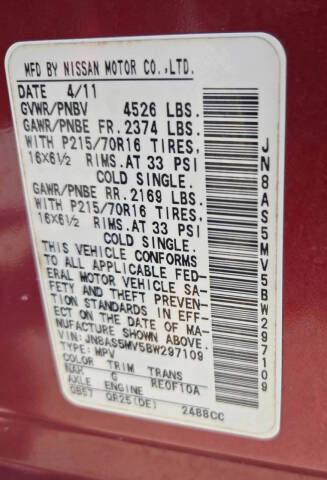 MFD BY NISSAN MOTOR CO.,LTD.
DATE 4/11
GVWR/PNBV 4526 LBS.
GAWR/PNBE FR. 2374 LBS.
WITH P215/70R16 TIRES,
16X6½ RIMS.AT 33 PSI
COLD SINGLE.
GAWR/PNBE RR. 2169 LBS.
WITH P215/70R16 TIRES,
16X6½ RIMS.AT 33 PSI
COLD SINGLE.
THIS VEHICLE CONFORMS
TO ALL APPLICABLE FED-
ERAL MOTOR VEHICLE SA-
FETY AND THEFT PREVEN-
TION STANDARDS IN EFF-
ECT ON THE DATE OF MA-
NUFACTURE SHOWN ABOVE.
VIN:JN8AS5MV5BW297109
TYPE: MPV
COLOR TRIM TRANS
NAH G RE0F10A
AXLE ENGINE
0B57 QR25(DE) 2488CC
JN8AS5MV5BW297109